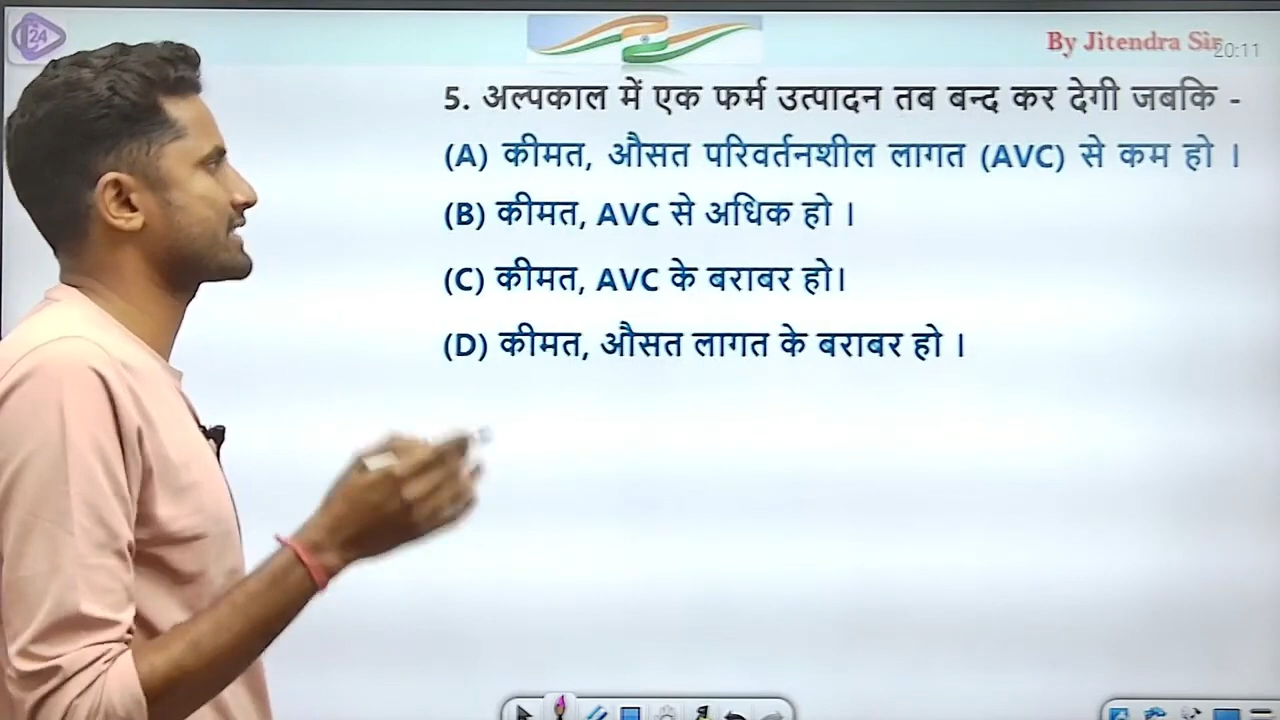 24
By Jitendra Sir
20:11
5. अल्पकाल में एक फर्म उत्पादन तब बन्द कर देगी जबकि -
(A) कीमत, औसत परिवर्तनशील लागत (AVC) से कम हो ।
(B) कीमत, AVC से अधिक हो ।
(C) कीमत, AVC के बराबर हो।
(D) कीमत, औसत लागत के बराबर हो ।